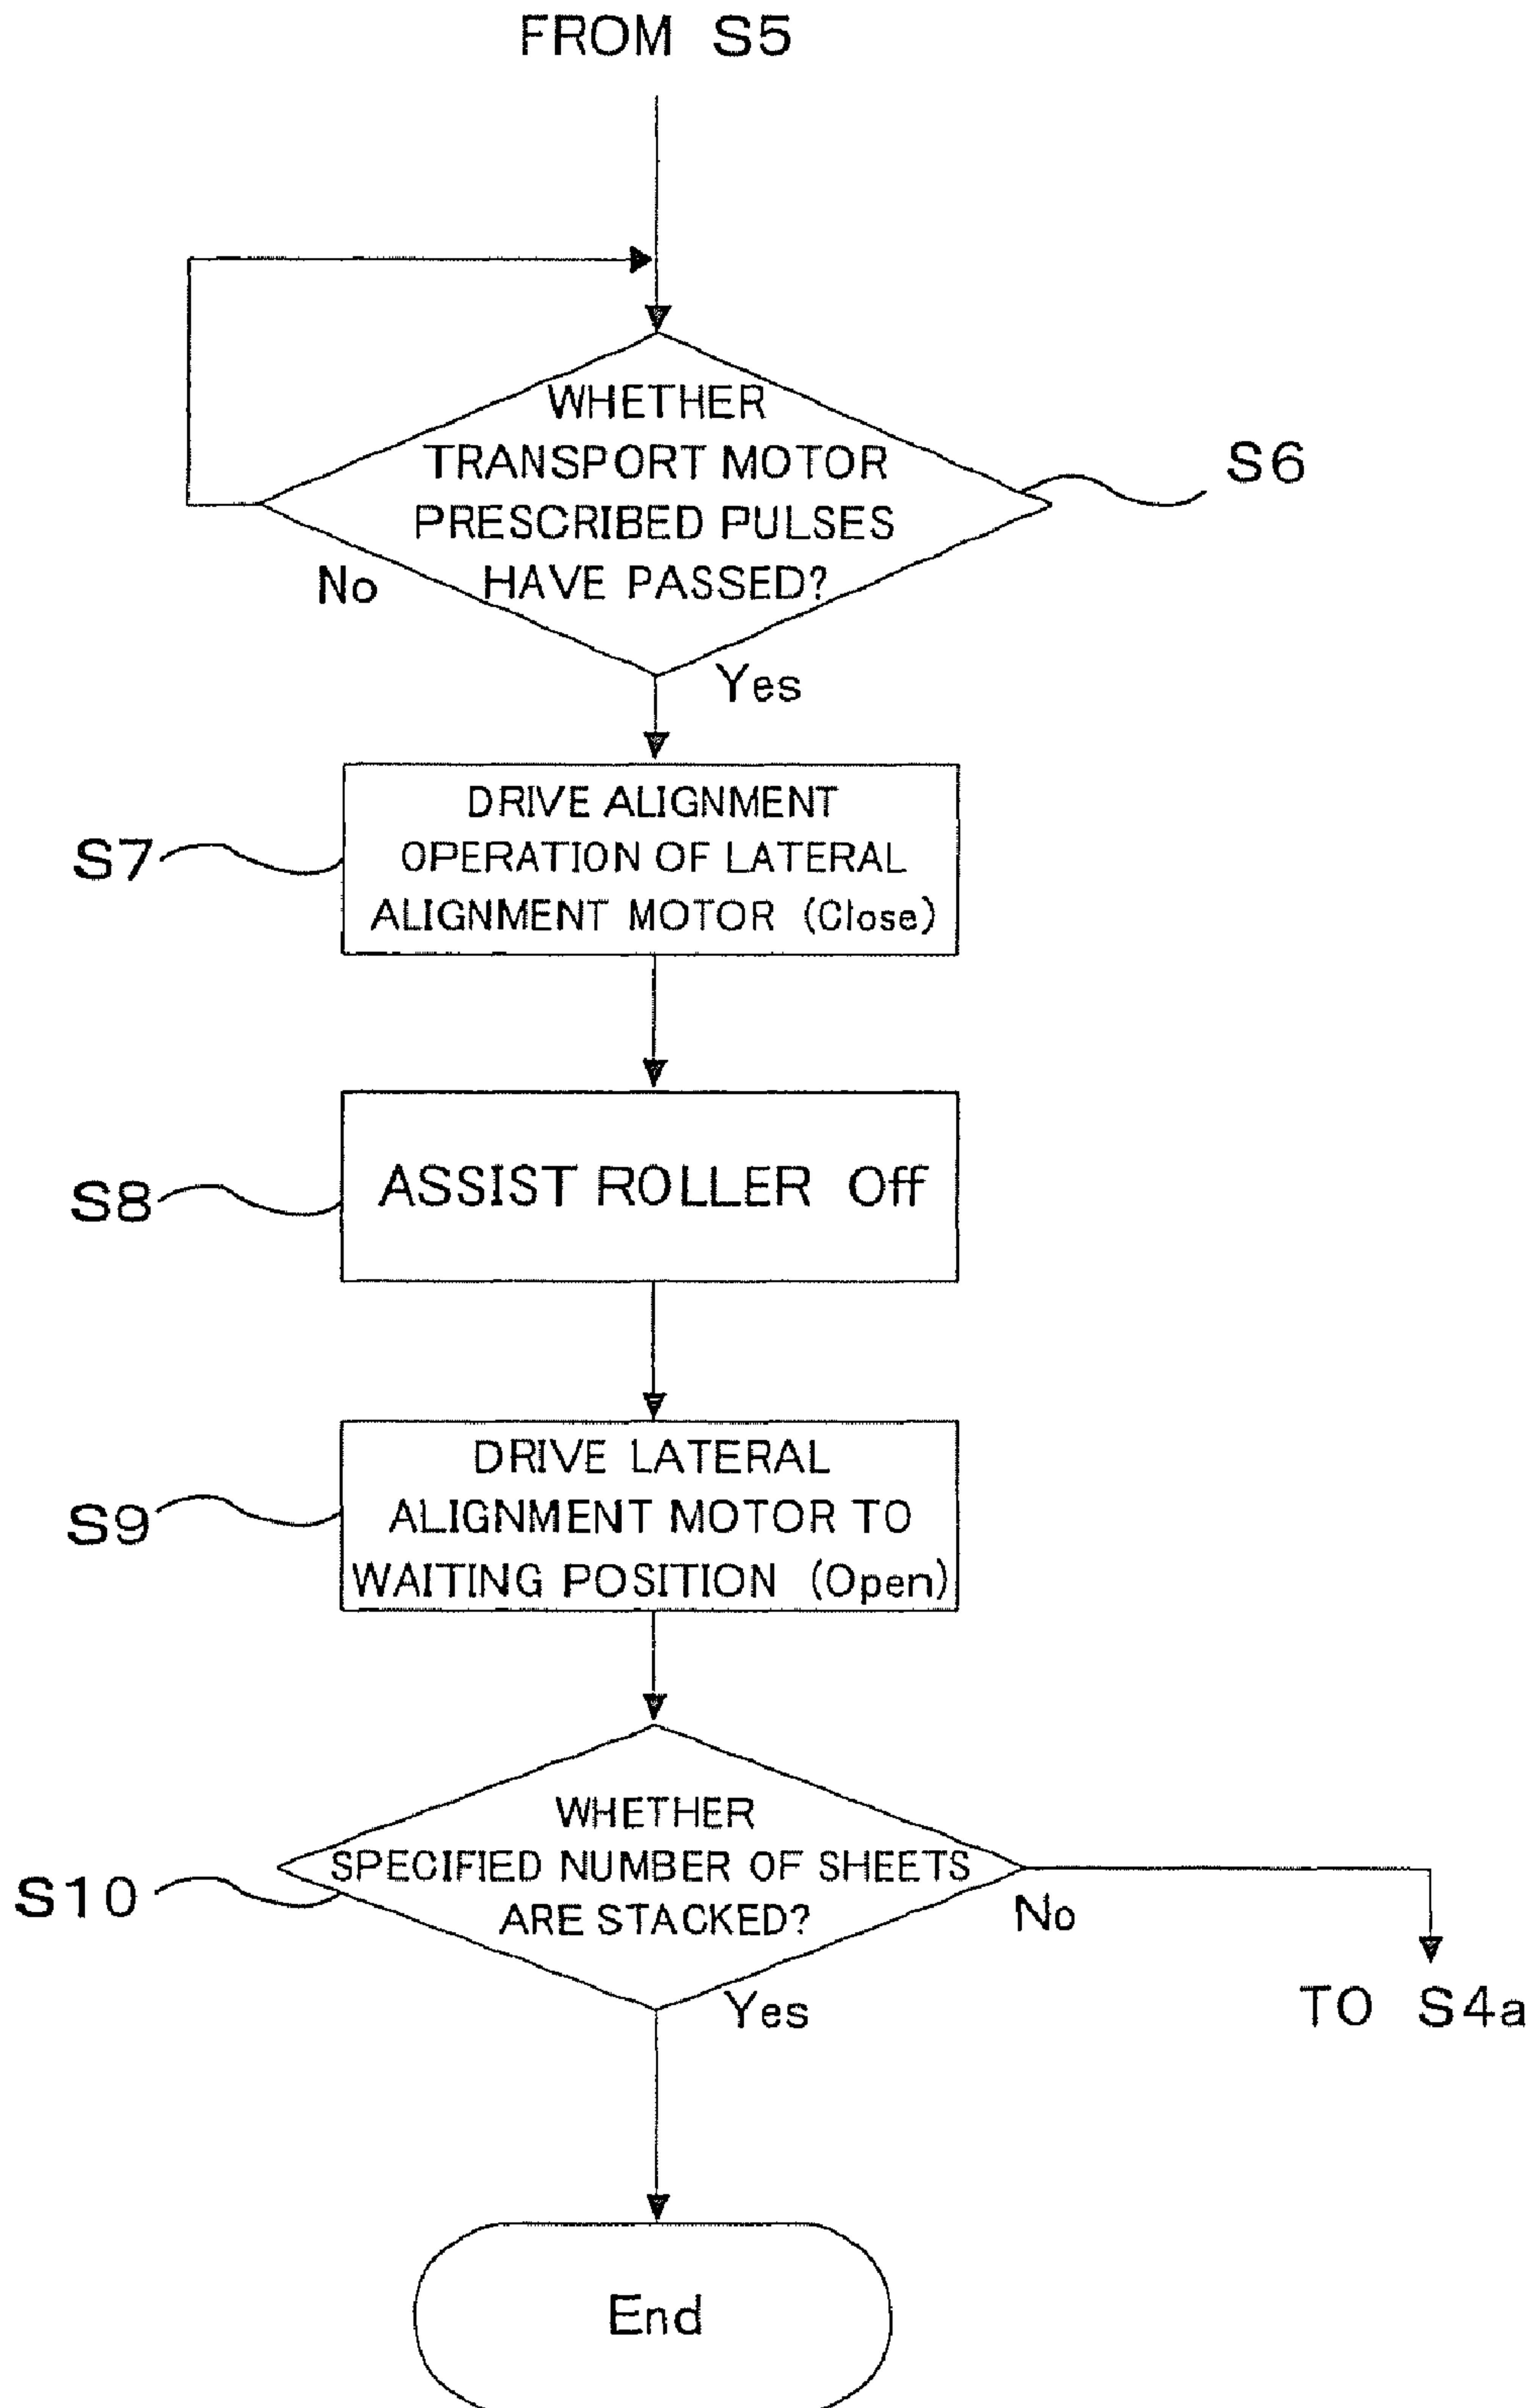 FROM S5
WHETHER
TRANSPORT MOTOR
PRESCRIBED PULSES
HAVE PASSED?
S6
No
Yes
DRIVE ALIGNMENT
OPERATION OF LATERAL
ALIGNMENT MOTOR (Close)
S7
ASSIST ROLLER Off
S8
DRIVE LATERAL
ALIGNMENT MOTOR TO
WAITING POSITION (Open)
S9
WHETHER
SPECIFIED NUMBER OF SHEETS
ARE STACKED?
S10
No
Yes
TO S4a
End